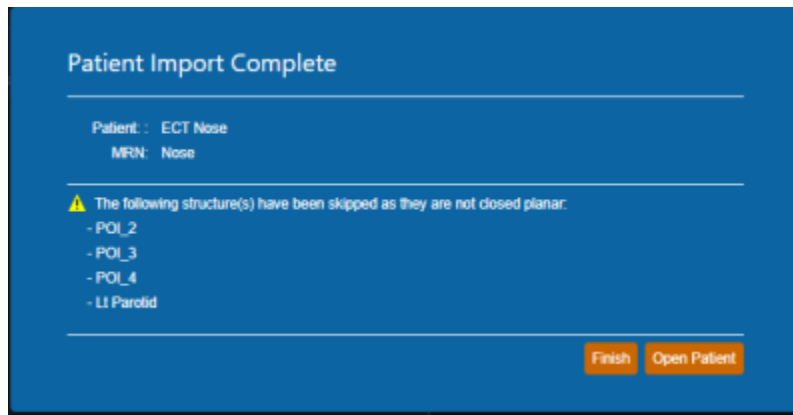 Patient Import Complete
Patient: : ECT Nose
MRN: Nose
The following structure(s) have been skipped as they are not closed planar:
- POI_2
- POI_3
- POI_4
- Lt Parotid
Finish Open Patient